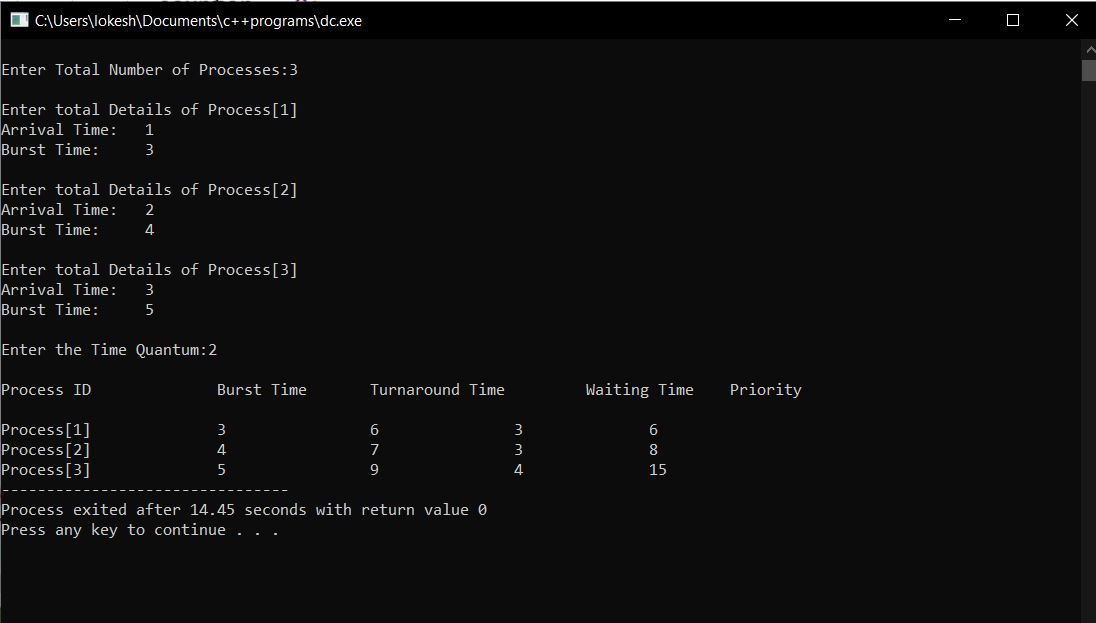 C:\Users\lokesh\Documents\c++programs\dc.exe
Enter Total Number of Processes:3
Enter total Details of Process[1]
Arrival Time:   1
Burst Time:     3
Enter total Details of Process[2]
Arrival Time:   2
Burst Time:     4
Enter total Details of Process[3]
Arrival Time:   3
Burst Time:     5
Enter the Time Quantum:2
Process ID              Burst Time       Turnaround Time         Waiting Time    Priority
Process[1]              3                6               3              6
Process[2]              4                7               3              8
Process[3]              5                9               4              15
--------------------------------
Process exited after 14.45 seconds with return value 0
Press any key to continue . . .